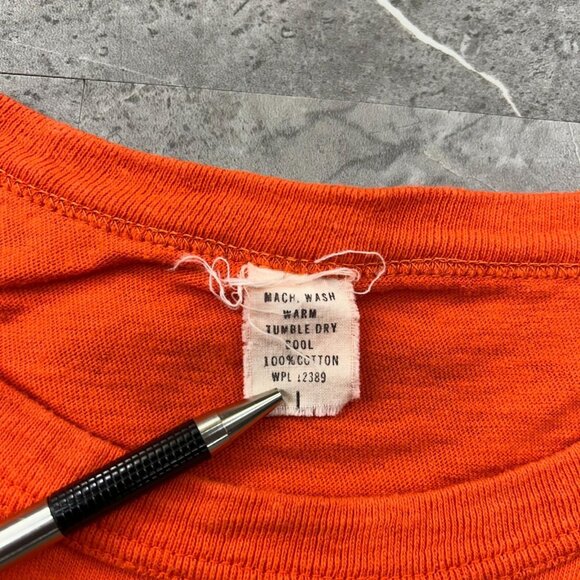 MACH. WASH
WARM
TUMBLE DRY
COOL
100% COTTON
WPL 12389